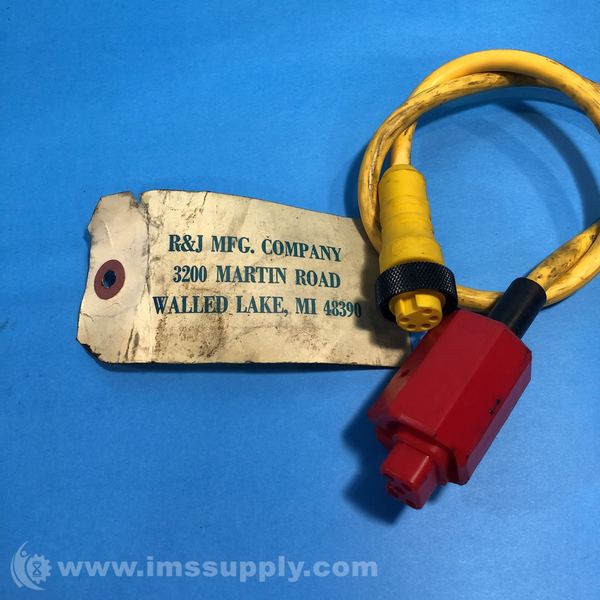 R&J MFG. COMPANY
3200 MARTIN ROAD
WALLED LAKE, MI 48390
www.imssupply.com